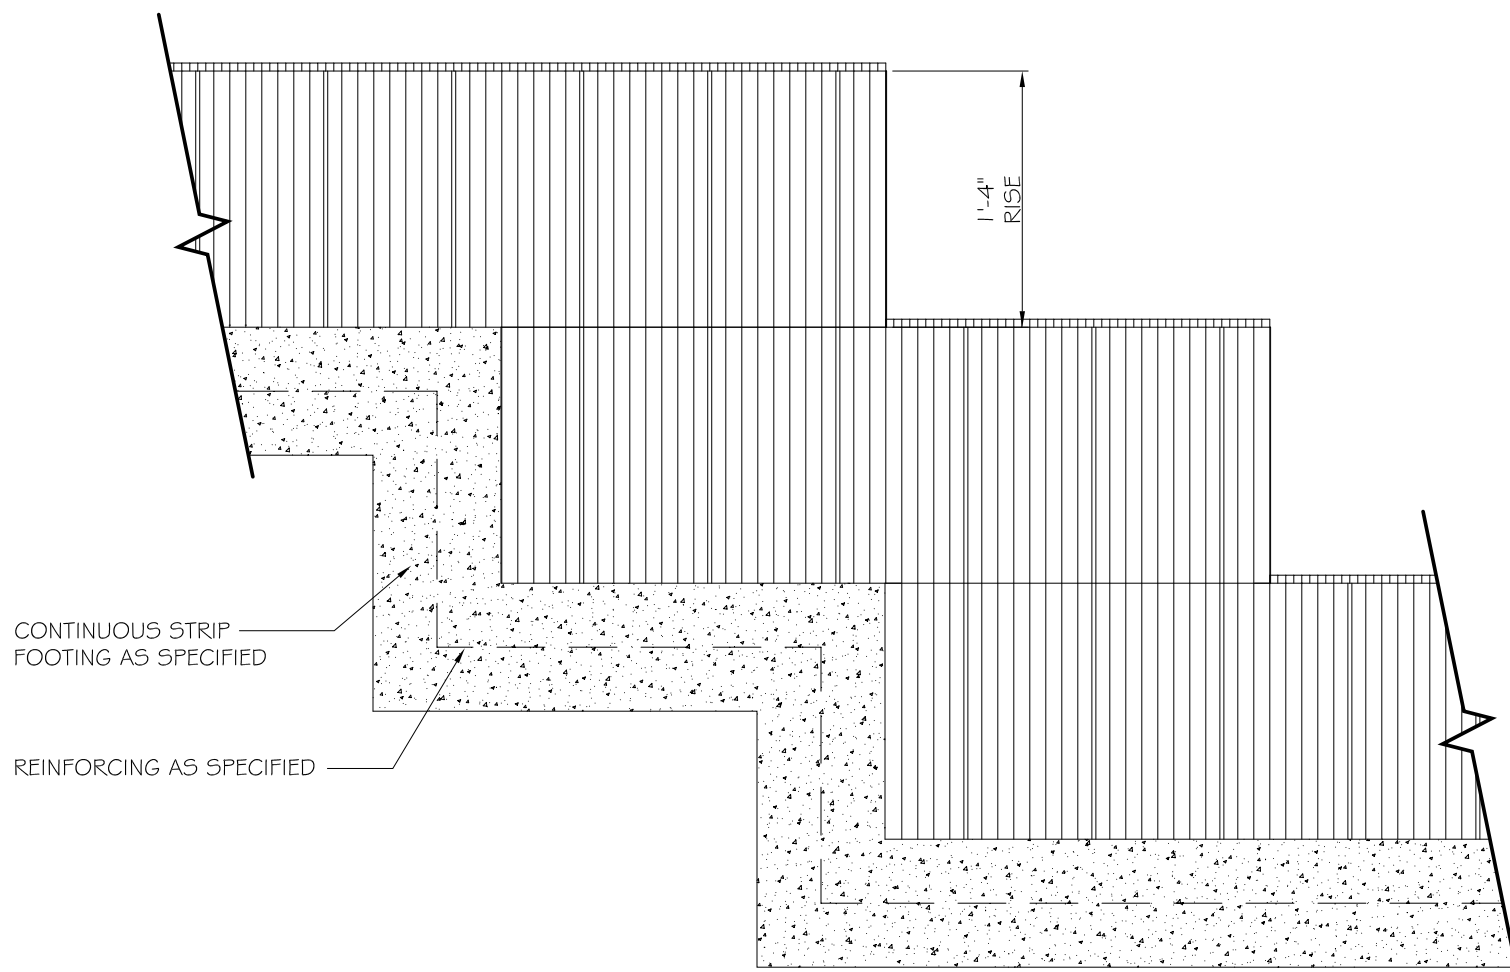 1'-4"
RISE
CONTINUOUS STRIP
FOOTING AS SPECIFIED
REINFORCING AS SPECIFIED